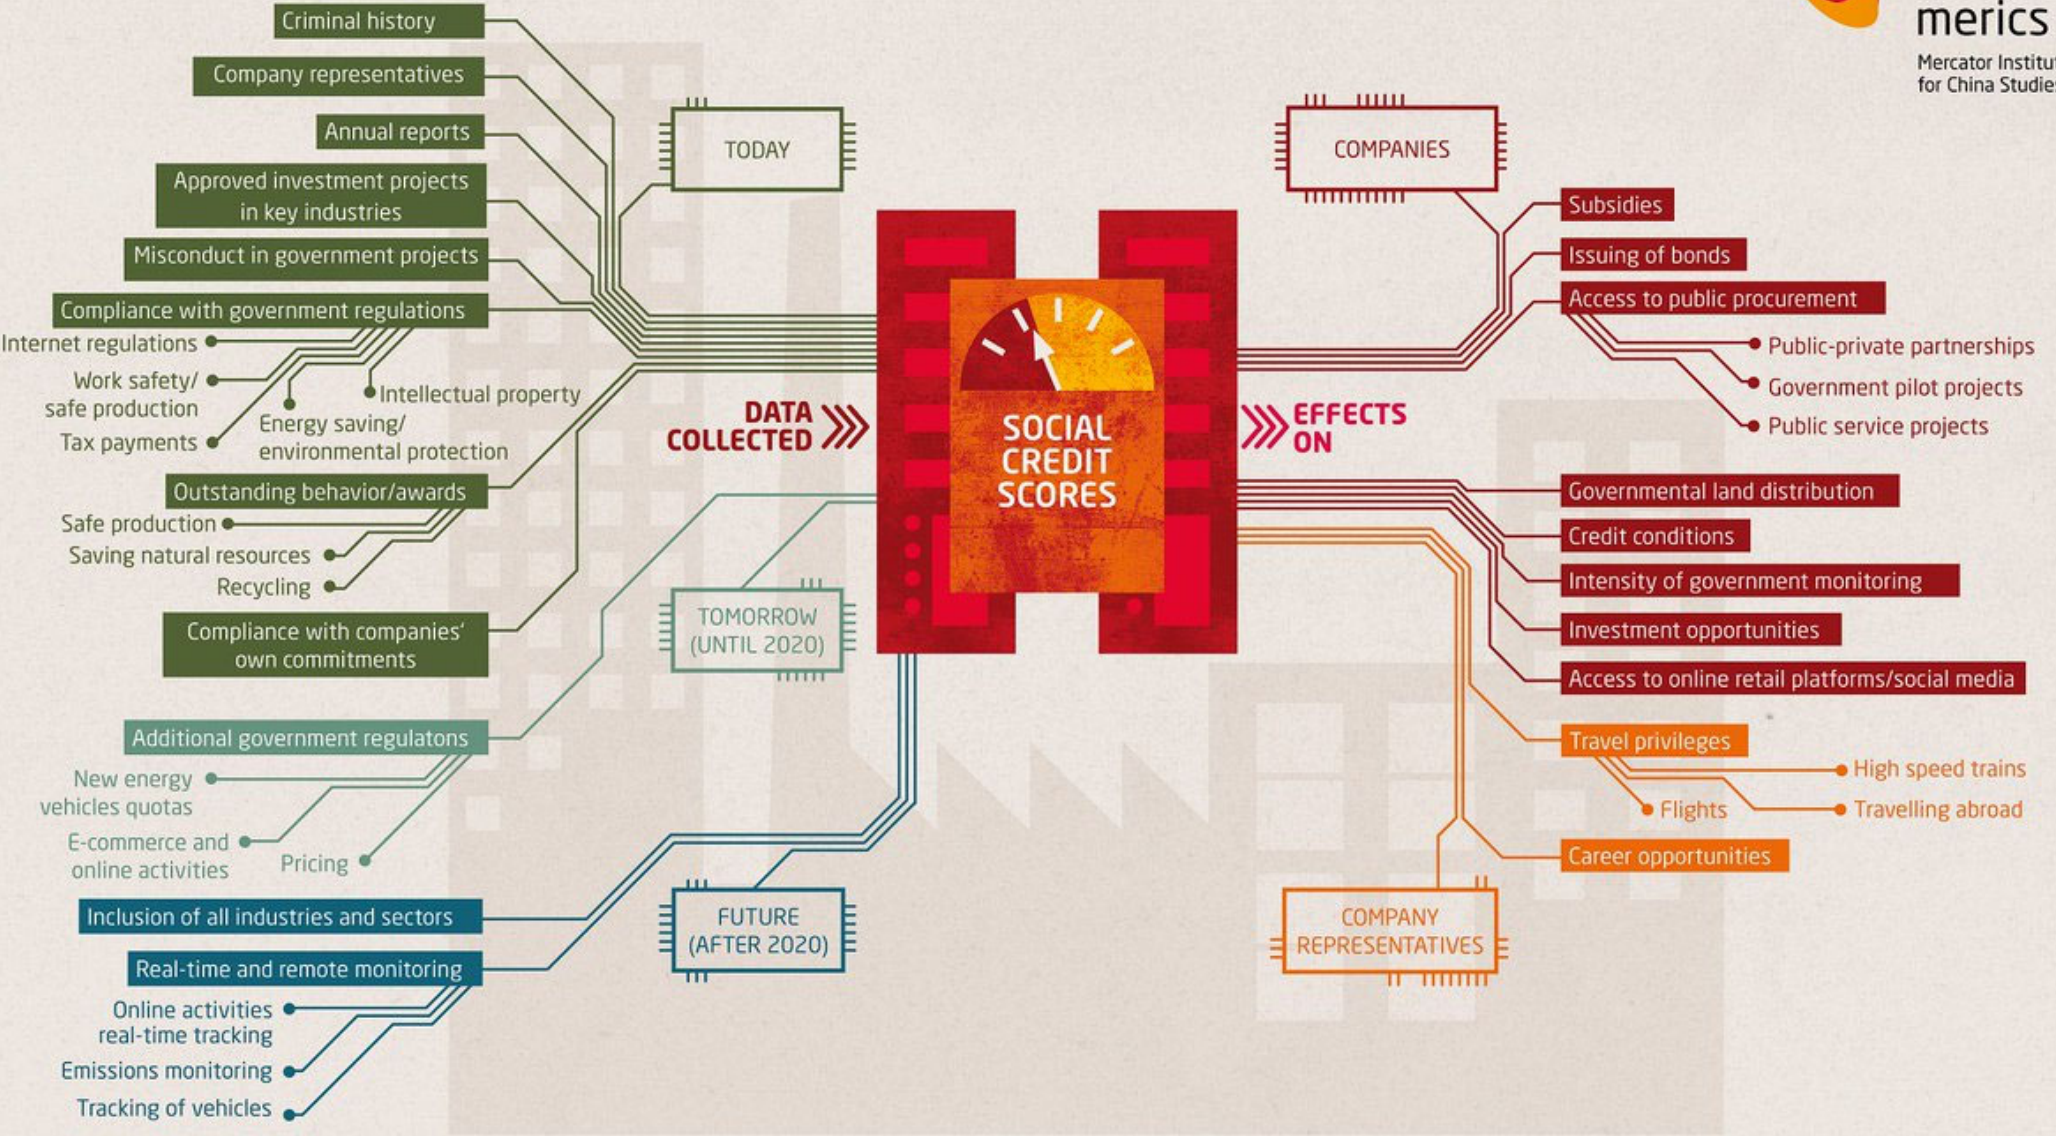 merics
Mercator Institut
for China Studies
Criminal history
Company representatives
Annual reports
Approved investment projects
in key industries
Misconduct in government projects
Compliance with government regulations
Internet regulations
Work safety/
safe production
Tax payments
Energy saving/
environmental protection
Intellectual property
Outstanding behavior/awards
Safe production
Saving natural resources
Recycling
Compliance with companies‘
own commitments
TODAY
DATA
COLLECTED
Additional government regulatons
New energy
vehicles quotas
E-commerce and
online activities
Pricing
TOMORROW
(UNTIL 2020)
Inclusion of all industries and sectors
Real-time and remote monitoring
Online activities
real-time tracking
Emissions monitoring
Tracking of vehicles
FUTURE
(AFTER 2020)
SOCIAL
CREDIT
SCORES
EFFECTS
ON
COMPANIES
Subsidies
Issuing of bonds
Access to public procurement
Public-private partnerships
Government pilot projects
Public service projects
Governmental land distribution
Credit conditions
Intensity of government monitoring
Investment opportunities
Access to online retail platforms/social media
Travel privileges
High speed trains
Flights
Travelling abroad
Career opportunities
COMPANY
REPRESENTATIVES